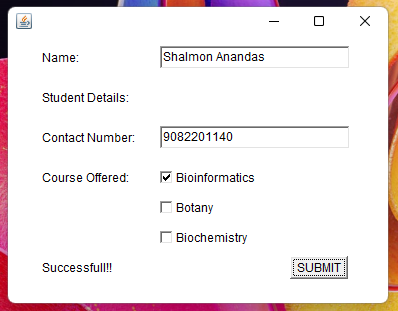 Name: Shalmon Anandas
Student Details:
Contact Number: 9082201140
Course Offered: Bioinformatics
Botany
Biochemistry
Successfull!! SUBMIT